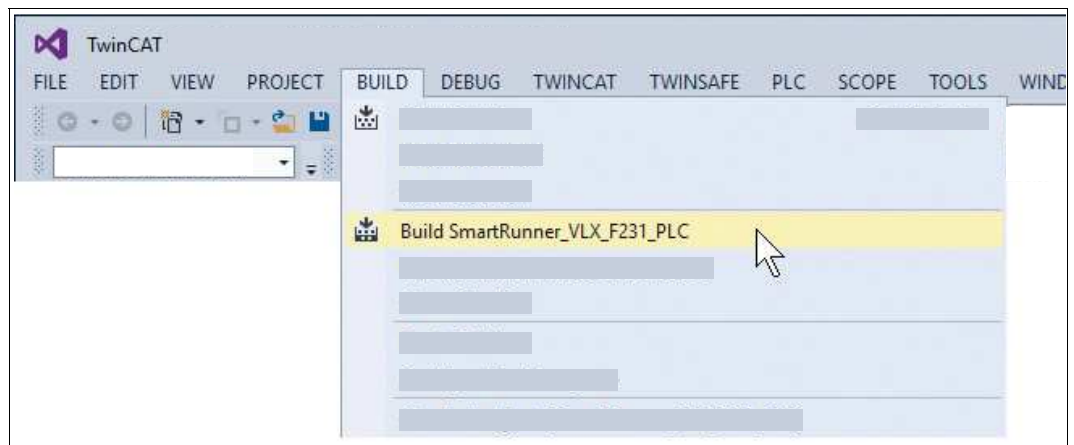 TwinCAT
FILE EDIT VIEW PROJECT BUILD DEBUG TWINCAT TWINSAFE PLC SCOPE TOOLS WIND
Build SmartRunner_VLX_F231_PLC